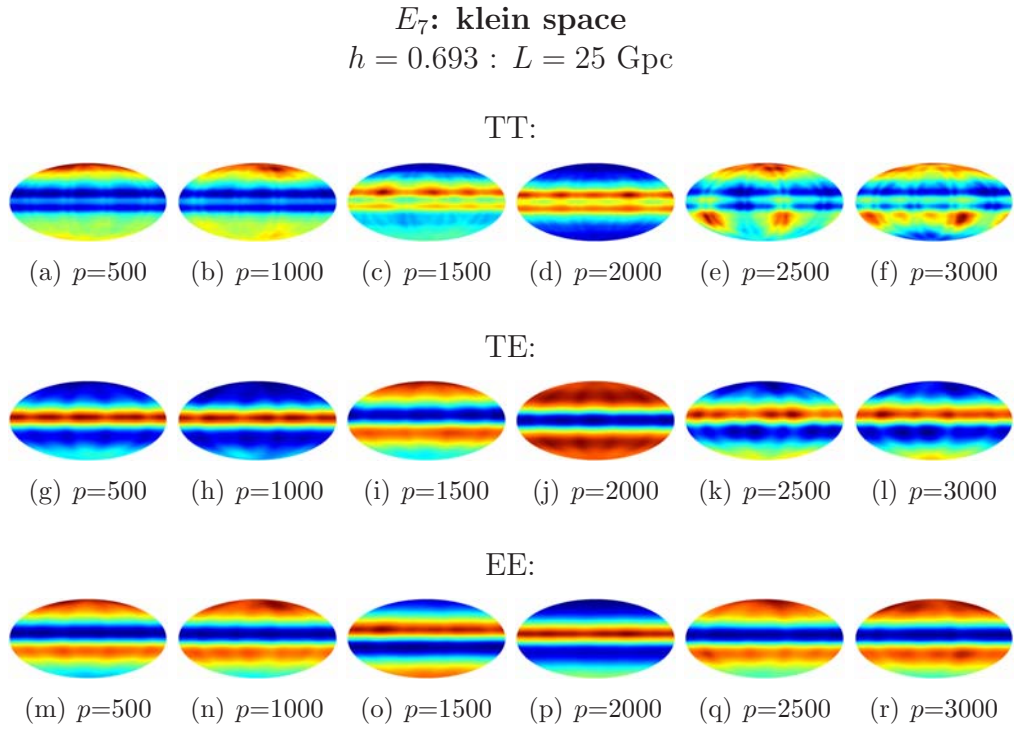 E₇: klein space
h = 0.693 : L = 25 Gpc
TT:
(a) p=500 (b) p=1000 (c) p=1500 (d) p=2000 (e) p=2500 (f) p=3000
TE:
(g) p=500 (h) p=1000 (i) p=1500 (j) p=2000 (k) p=2500 (l) p=3000
EE:
(m) p=500 (n) p=1000 (o) p=1500 (p) p=2000 (q) p=2500 (r) p=3000